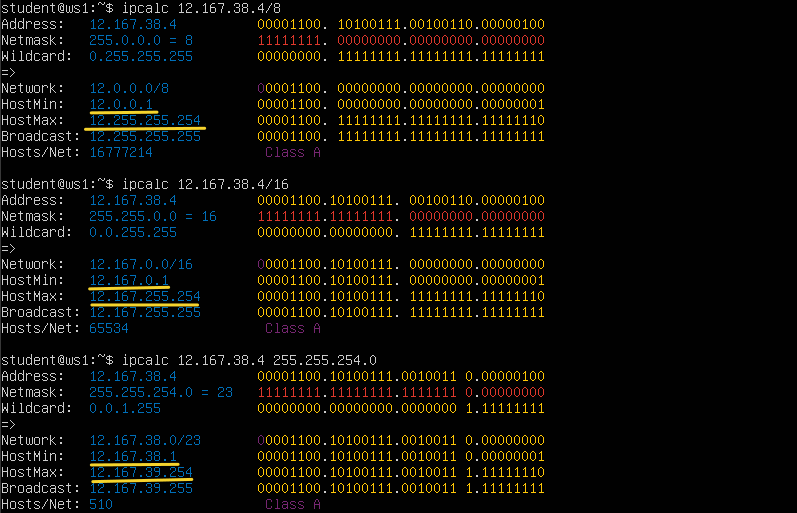 student@ws1:~$ ipcalc 12.167.38.4/8
Address:   12.167.38.4          00001100. 10100111.00100110.00000100
Netmask:   255.0.0.0 = 8        11111111. 00000000.00000000.00000000
Wildcard:  0.255.255.255        00000000. 11111111.11111111.11111111
=>
Network:   12.0.0.0/8           00001100. 00000000.00000000.00000000
HostMin:   12.0.0.1             00001100. 00000000.00000000.00000001
HostMax:   12.255.255.254       00001100. 11111111.11111111.11111110
Broadcast: 12.255.255.255       00001100. 11111111.11111111.11111111
Hosts/Net: 16777214              Class A
student@ws1:~$ ipcalc 12.167.38.4/16
Address:   12.167.38.4          00001100.10100111. 00100110.00000100
Netmask:   255.255.0.0 = 16     11111111.11111111. 00000000.00000000
Wildcard:  0.0.255.255          00000000.00000000. 11111111.11111111
=>
Network:   12.167.0.0/16        00001100.10100111. 00000000.00000000
HostMin:   12.167.0.1           00001100.10100111. 00000000.00000001
HostMax:   12.167.255.254       00001100.10100111. 11111111.11111110
Broadcast: 12.167.255.255       00001100.10100111. 11111111.11111111
Hosts/Net: 65534                 Class A
student@ws1:~$ ipcalc 12.167.38.4 255.255.254.0
Address:   12.167.38.4          00001100.10100111.0010011 0.00000100
Netmask:   255.255.254.0 = 23   11111111.11111111.1111111 0.00000000
Wildcard:  0.0.1.255            00000000.00000000.0000000 1.11111111
=>
Network:   12.167.38.0/23       00001100.10100111.0010011 0.00000000
HostMin:   12.167.38.1          00001100.10100111.0010011 0.00000001
HostMax:   12.167.39.254        00001100.10100111.0010011 1.11111110
Broadcast: 12.167.39.255        00001100.10100111.0010011 1.11111111
Hosts/Net: 510                   Class A